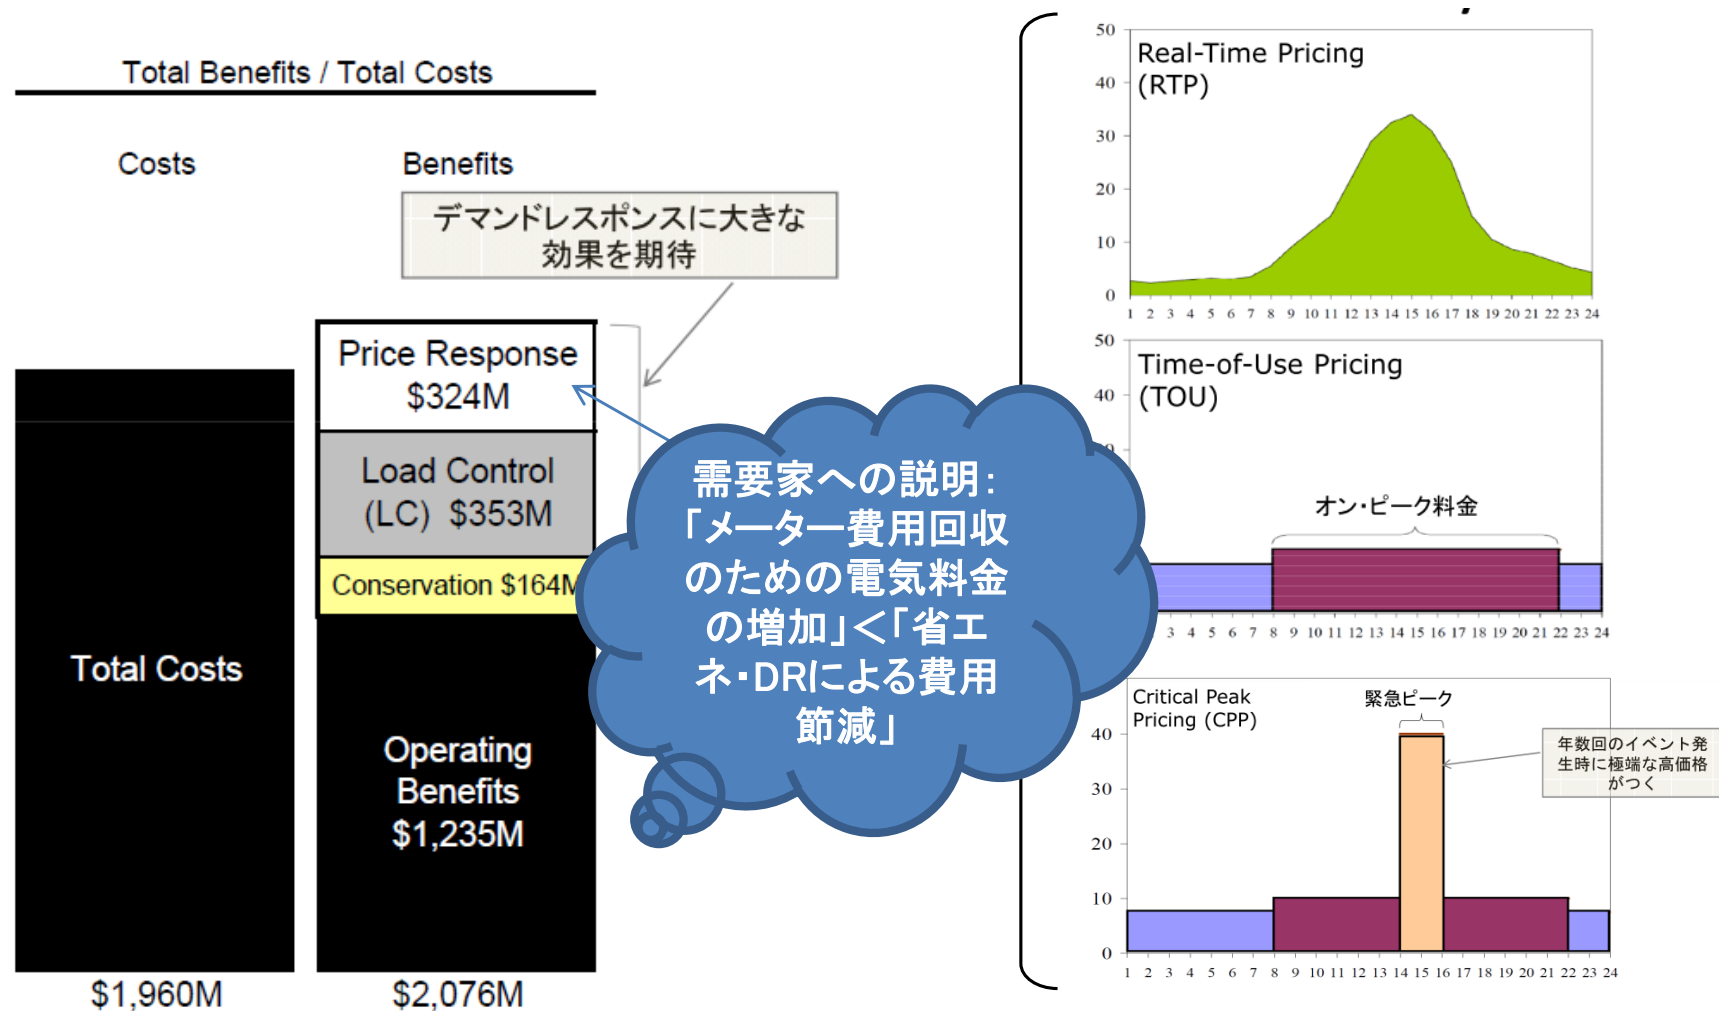 Total Benefits / Total Costs
Costs
Benefits
デマンドレスポンスに大きな
効果を期待
Price Response
$324M
Load Control
(LC) $353M
Conservation $164M
Total Costs
Operating
Benefits
$1,235M
$1,960M
$2,076M
需要家への説明：
「メーター費用回収
のための電気料金
の増加」＜「省エ
ネ・DRによる費用
節減」
Real-Time Pricing
(RTP)
50
40
30
20
10
0
1 2 3 4 5 6 7 8 9 10 11 12 13 14 15 16 17 18 19 20 21 22 23 24
Time-of-Use Pricing
(TOU)
50
40
オン・ピーク料金
3 4 5 6 7 8 9 10 11 12 13 14 15 16 17 18 19 20 21 22 23 24
Critical Peak
Pricing (CPP)
緊急ピーク
年数回のイベント発
生時に極端な高価格
がつく
40
30
20
10
0
1 2 3 4 5 6 7 8 9 10 11 12 13 14 15 16 17 18 19 20 21 22 23 24